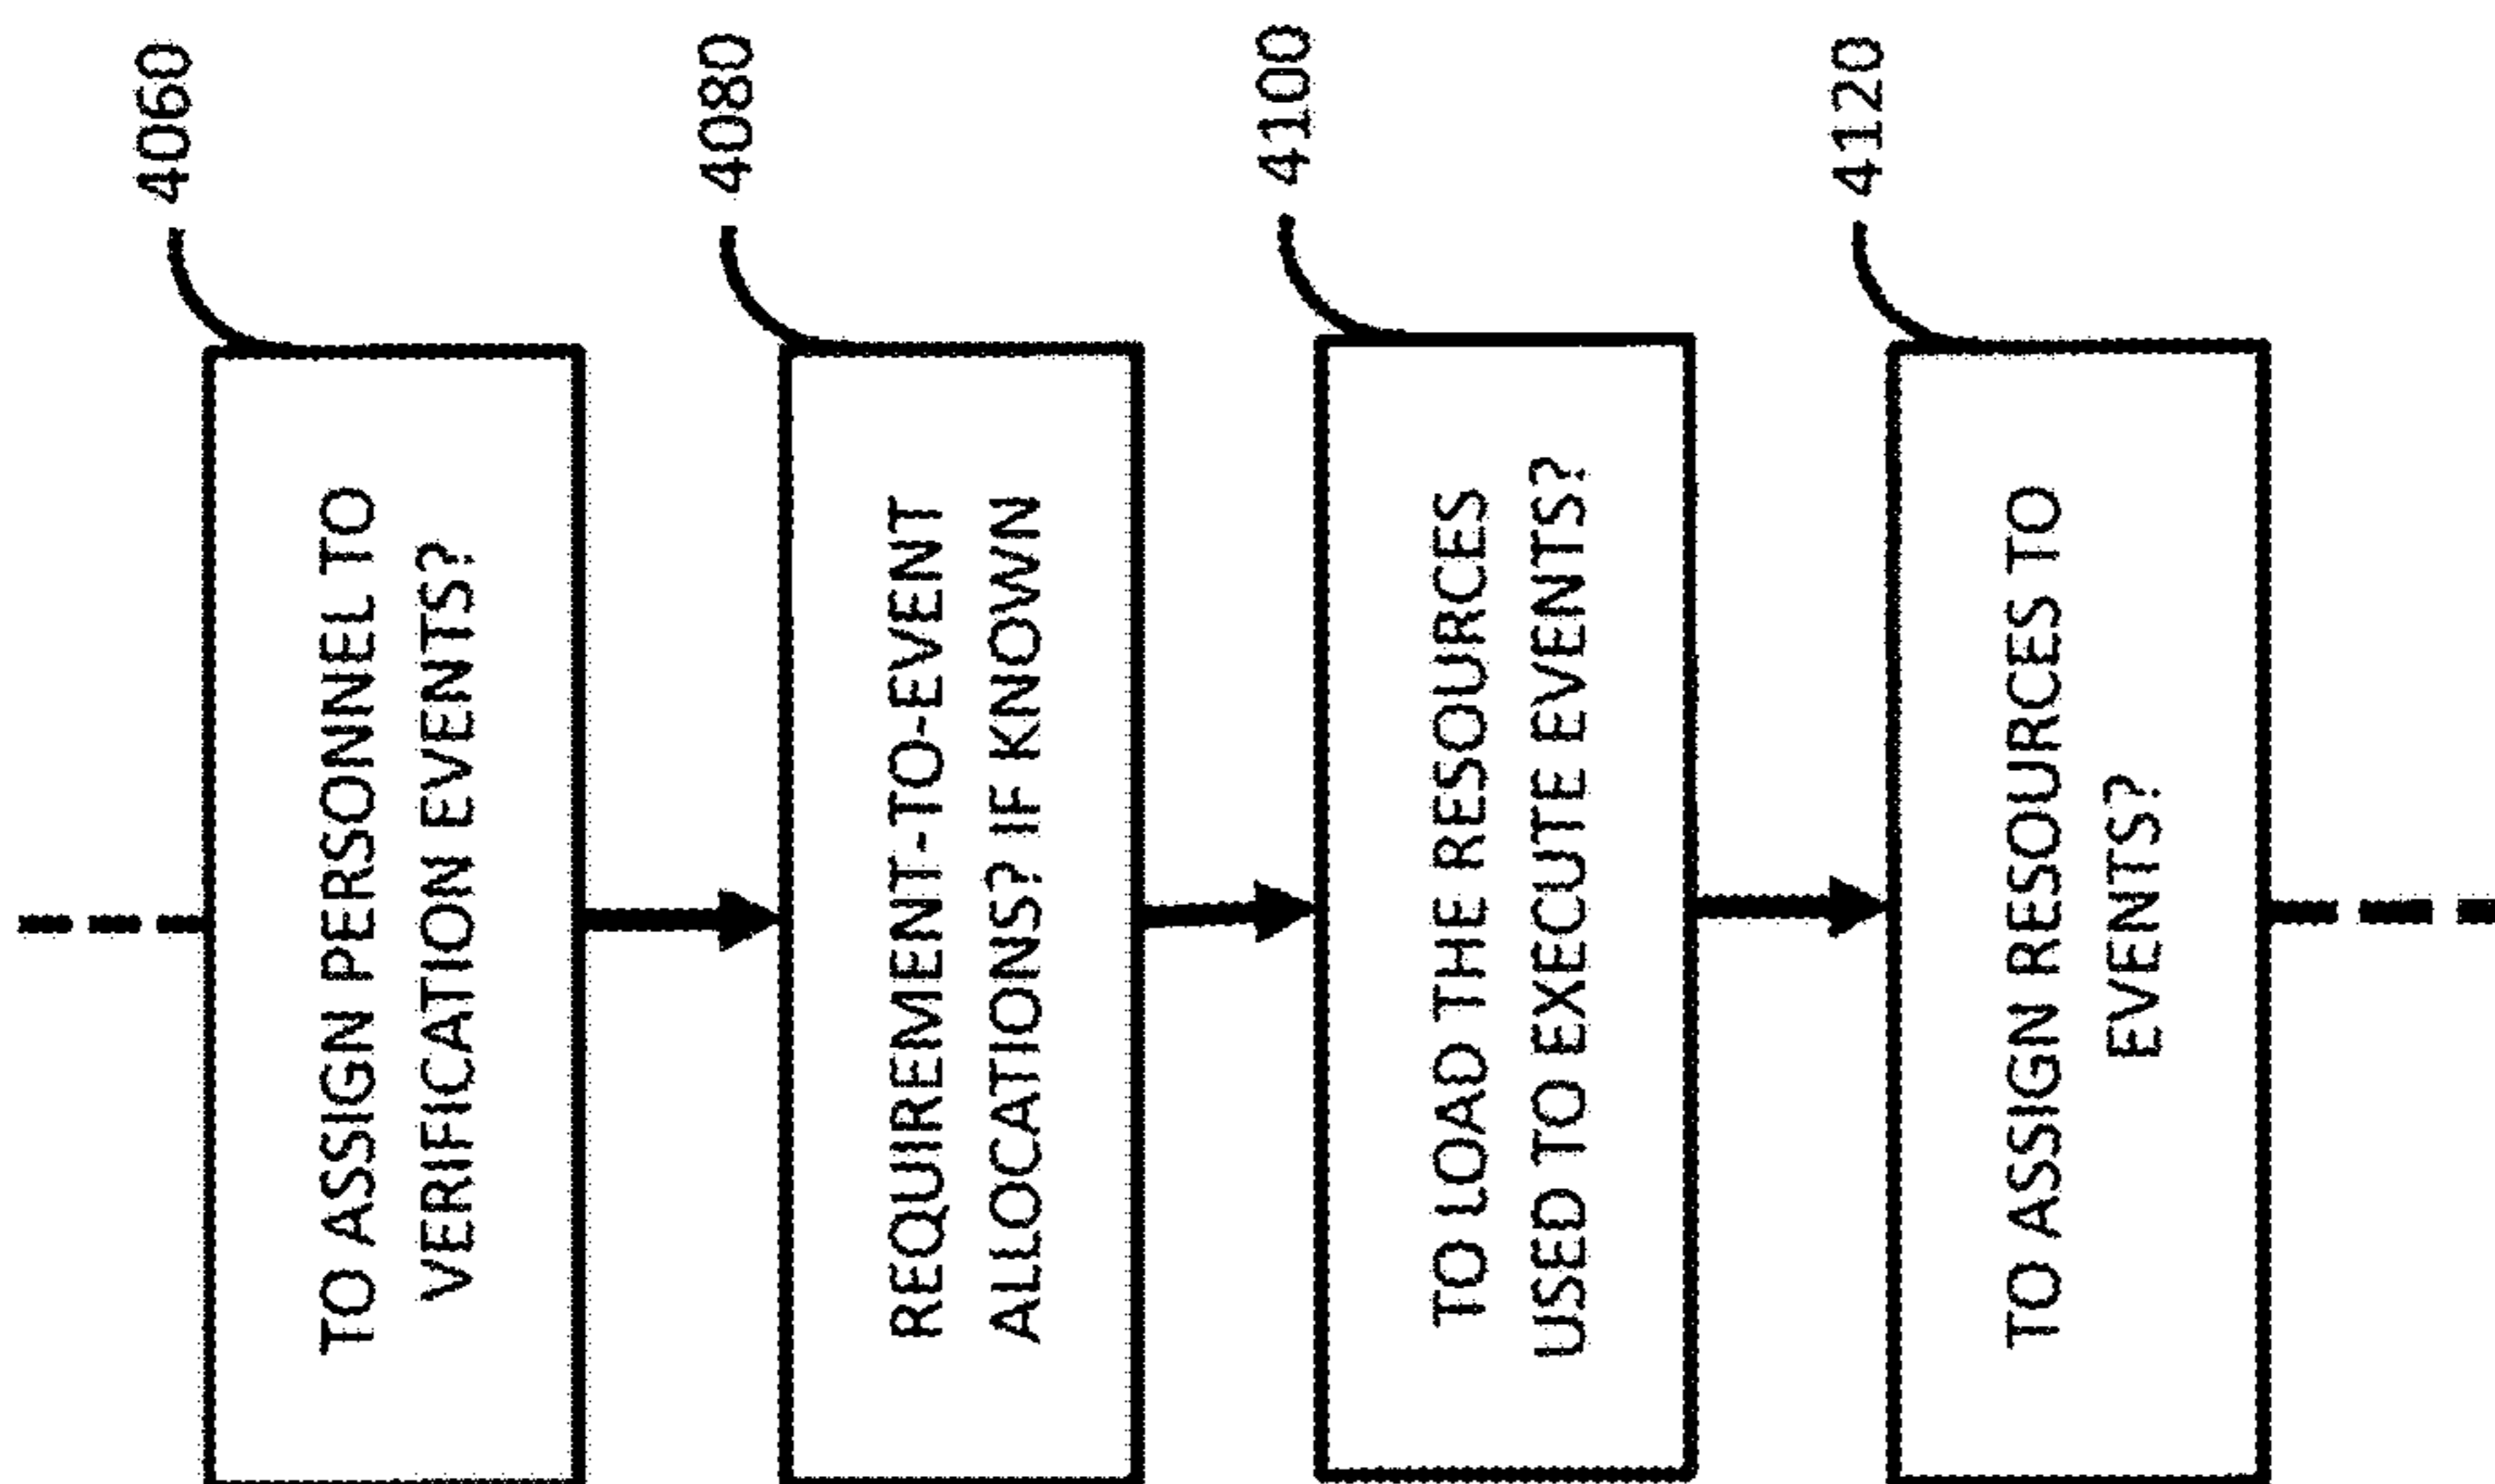 4060
TO ASSIGN PERSONNEL TO
VERIFICATION EVENTS?
4080
REQUIREMENT-TO-EVENT
ALLOCATIONS? IF KNOWN
4100
TO LOAD THE RESOURCES
USED TO EXECUTE EVENTS?
4120
TO ASSIGN RESOURCES TO
EVENTS?